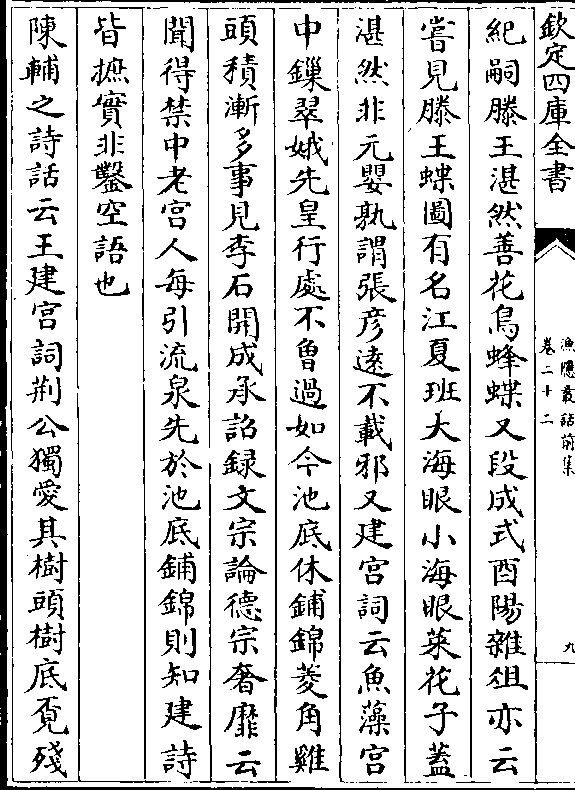 欽定四庫全書
漁隱叢話前集
卷二十二
九
紀嗣滕王湛然善花鳥蜂蝶又段成式酉陽雜俎亦云
嘗見滕王蝶圖有名江夏班大海眼小海眼菜花子蓋
湛然非元嬰孰謂張彦逺不載邪又建宮詞云魚藻宮
中鏁翠娥先皇行處不曾過如今池底休鋪錦菱角雞
頭積漸多事見李石開成承詔録文宗論德宗奢靡云
聞得禁中老宮人每引流泉先於池底鋪錦則知建詩
皆摭實非鑿空語也
陳輔之詩話云王建宮詞荆公獨愛其樹頭樹底覔殘